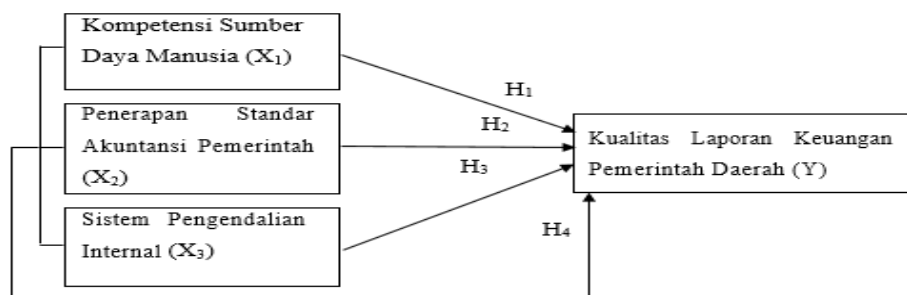 Kompetensi Sumber
Daya Manusia (X₁)
Penerapan Standar
Akuntansi Pemerintah
(X₂)
Sistem Pengendalian
Internal (X₃)
H₁
H₂
H₃
H₄
Kualitas Laporan Keuangan
Pemerintah Daerah (Y)